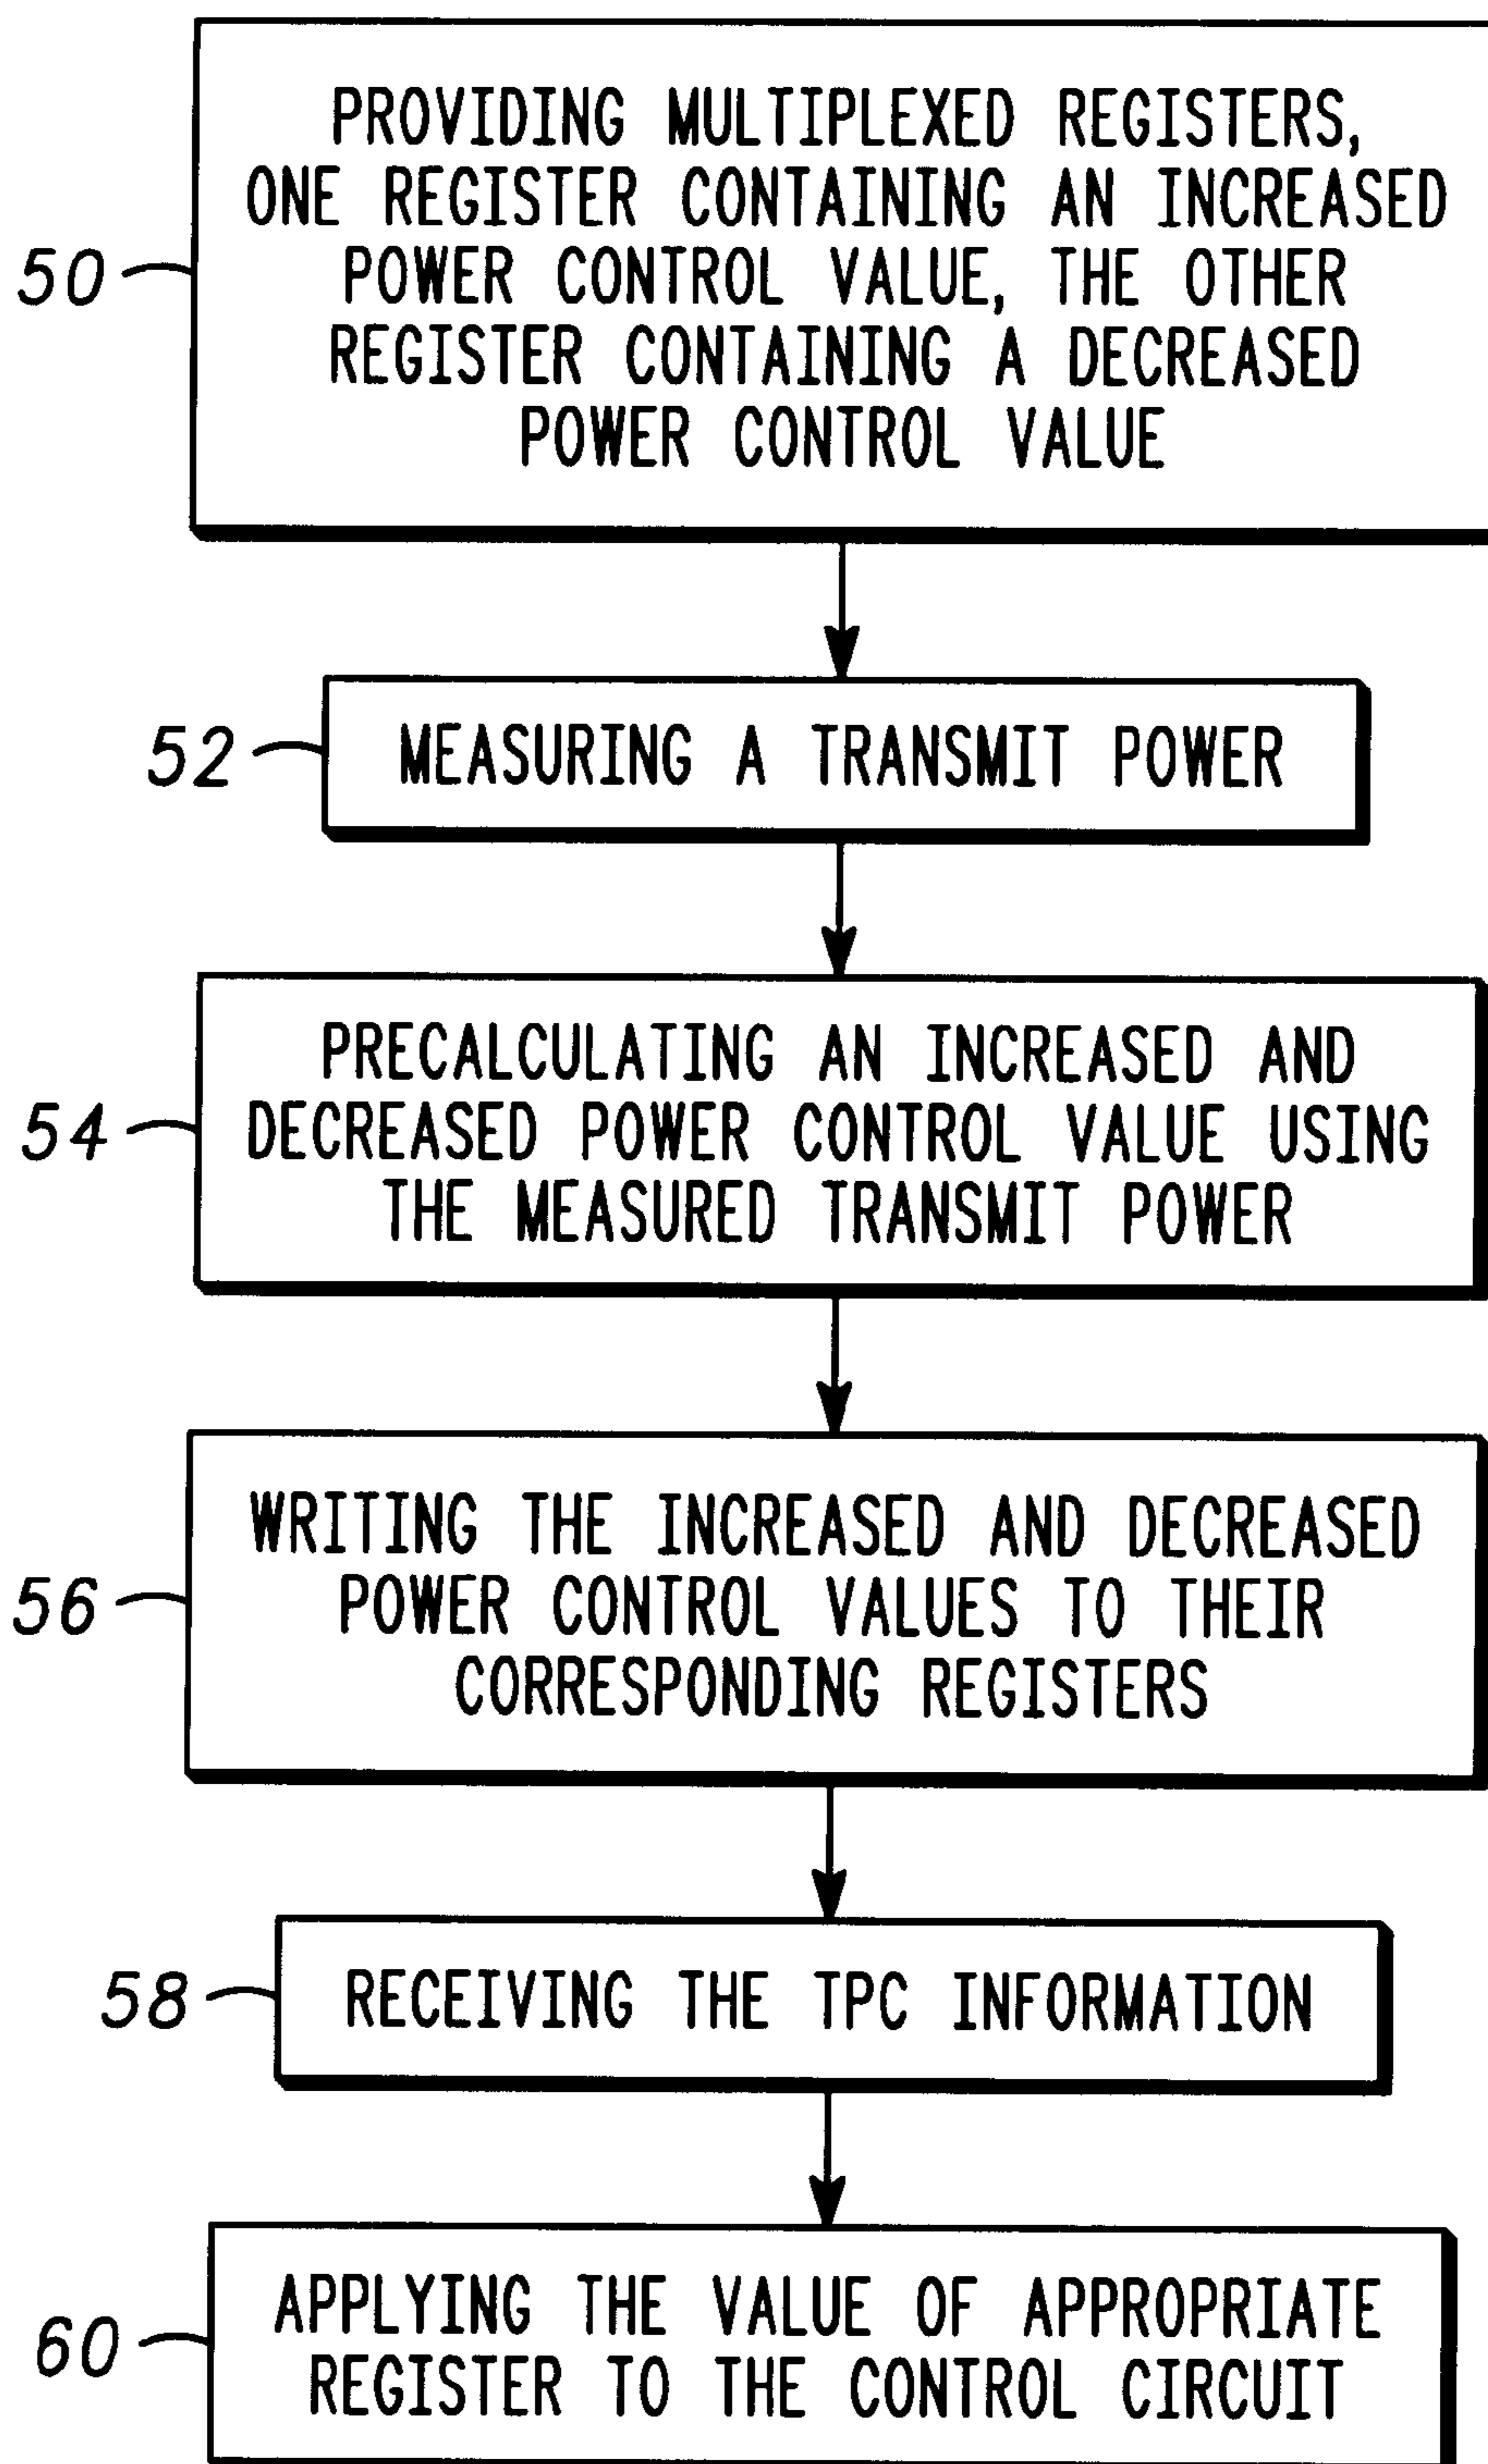 PROVIDING MULTIPLEXED REGISTERS,
ONE REGISTER CONTAINING AN INCREASED
POWER CONTROL VALUE, THE OTHER
REGISTER CONTAINING A DECREASED
POWER CONTROL VALUE
50
52
MEASURING A TRANSMIT POWER
PRECALCULATING AN INCREASED AND
DECREASED POWER CONTROL VALUE USING
THE MEASURED TRANSMIT POWER
54
WRITING THE INCREASED AND DECREASED
POWER CONTROL VALUES TO THEIR
CORRESPONDING REGISTERS
56
58
RECEIVING THE TPC INFORMATION
APPLYING THE VALUE OF APPROPRIATE
REGISTER TO THE CONTROL CIRCUIT
60